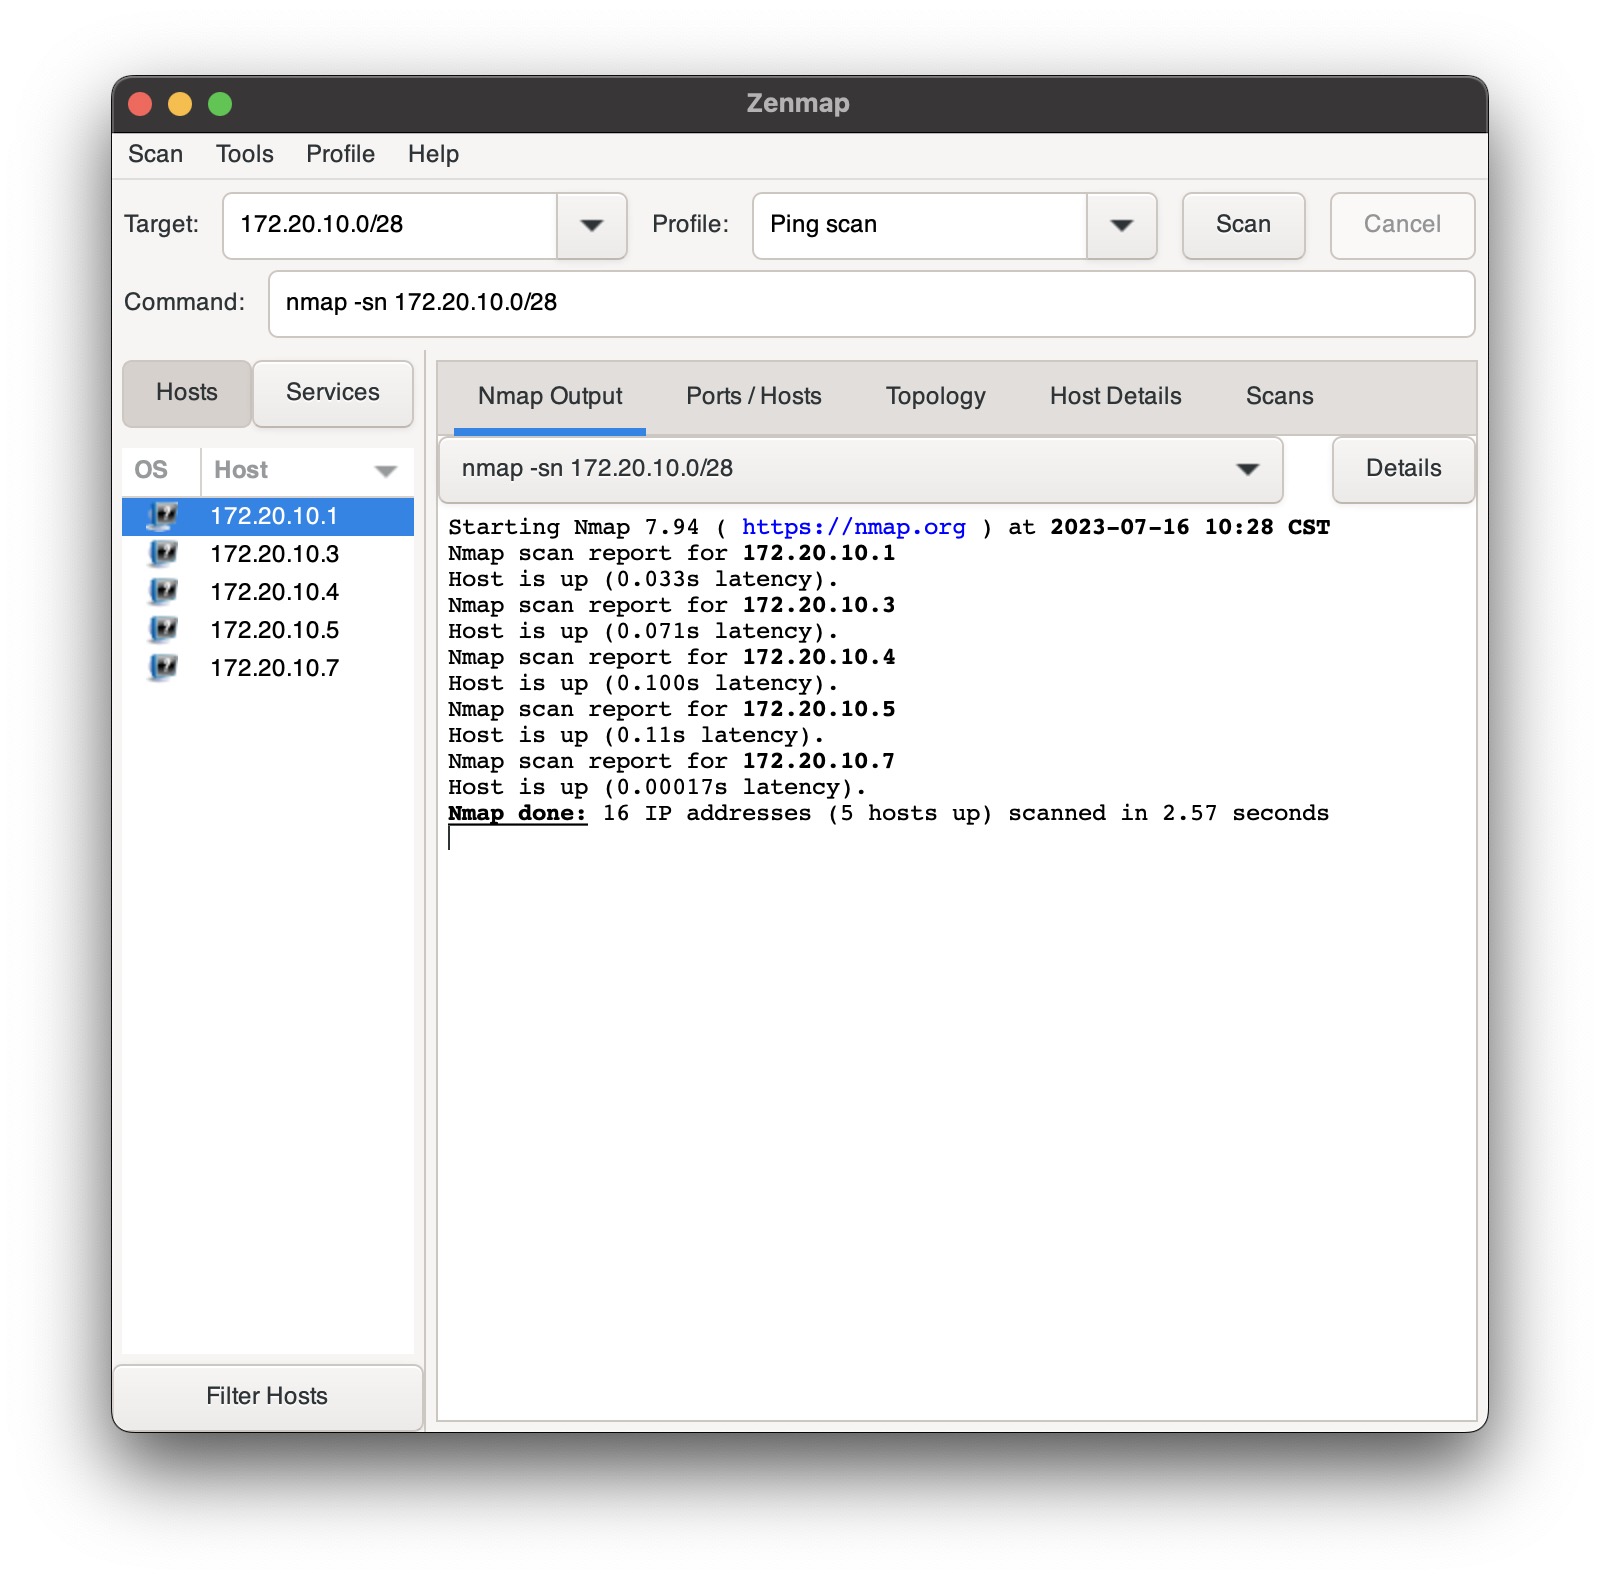 Zenmap
Scan Tools Profile Help
Target: 172.20.10.0/28 Profile: Ping scan Scan Cancel
Command: nmap -sn 172.20.10.0/28
Hosts Services
OS Host
172.20.10.1
172.20.10.3
172.20.10.4
172.20.10.5
172.20.10.7
Filter Hosts
Nmap Output Ports / Hosts Topology Host Details Scans
nmap -sn 172.20.10.0/28 Details
Starting Nmap 7.94 ( https://nmap.org ) at 2023-07-16 10:28 CST
Nmap scan report for 172.20.10.1
Host is up (0.033s latency).
Nmap scan report for 172.20.10.3
Host is up (0.071s latency).
Nmap scan report for 172.20.10.4
Host is up (0.100s latency).
Nmap scan report for 172.20.10.5
Host is up (0.11s latency).
Nmap scan report for 172.20.10.7
Host is up (0.00017s latency).
Nmap done: 16 IP addresses (5 hosts up) scanned in 2.57 seconds